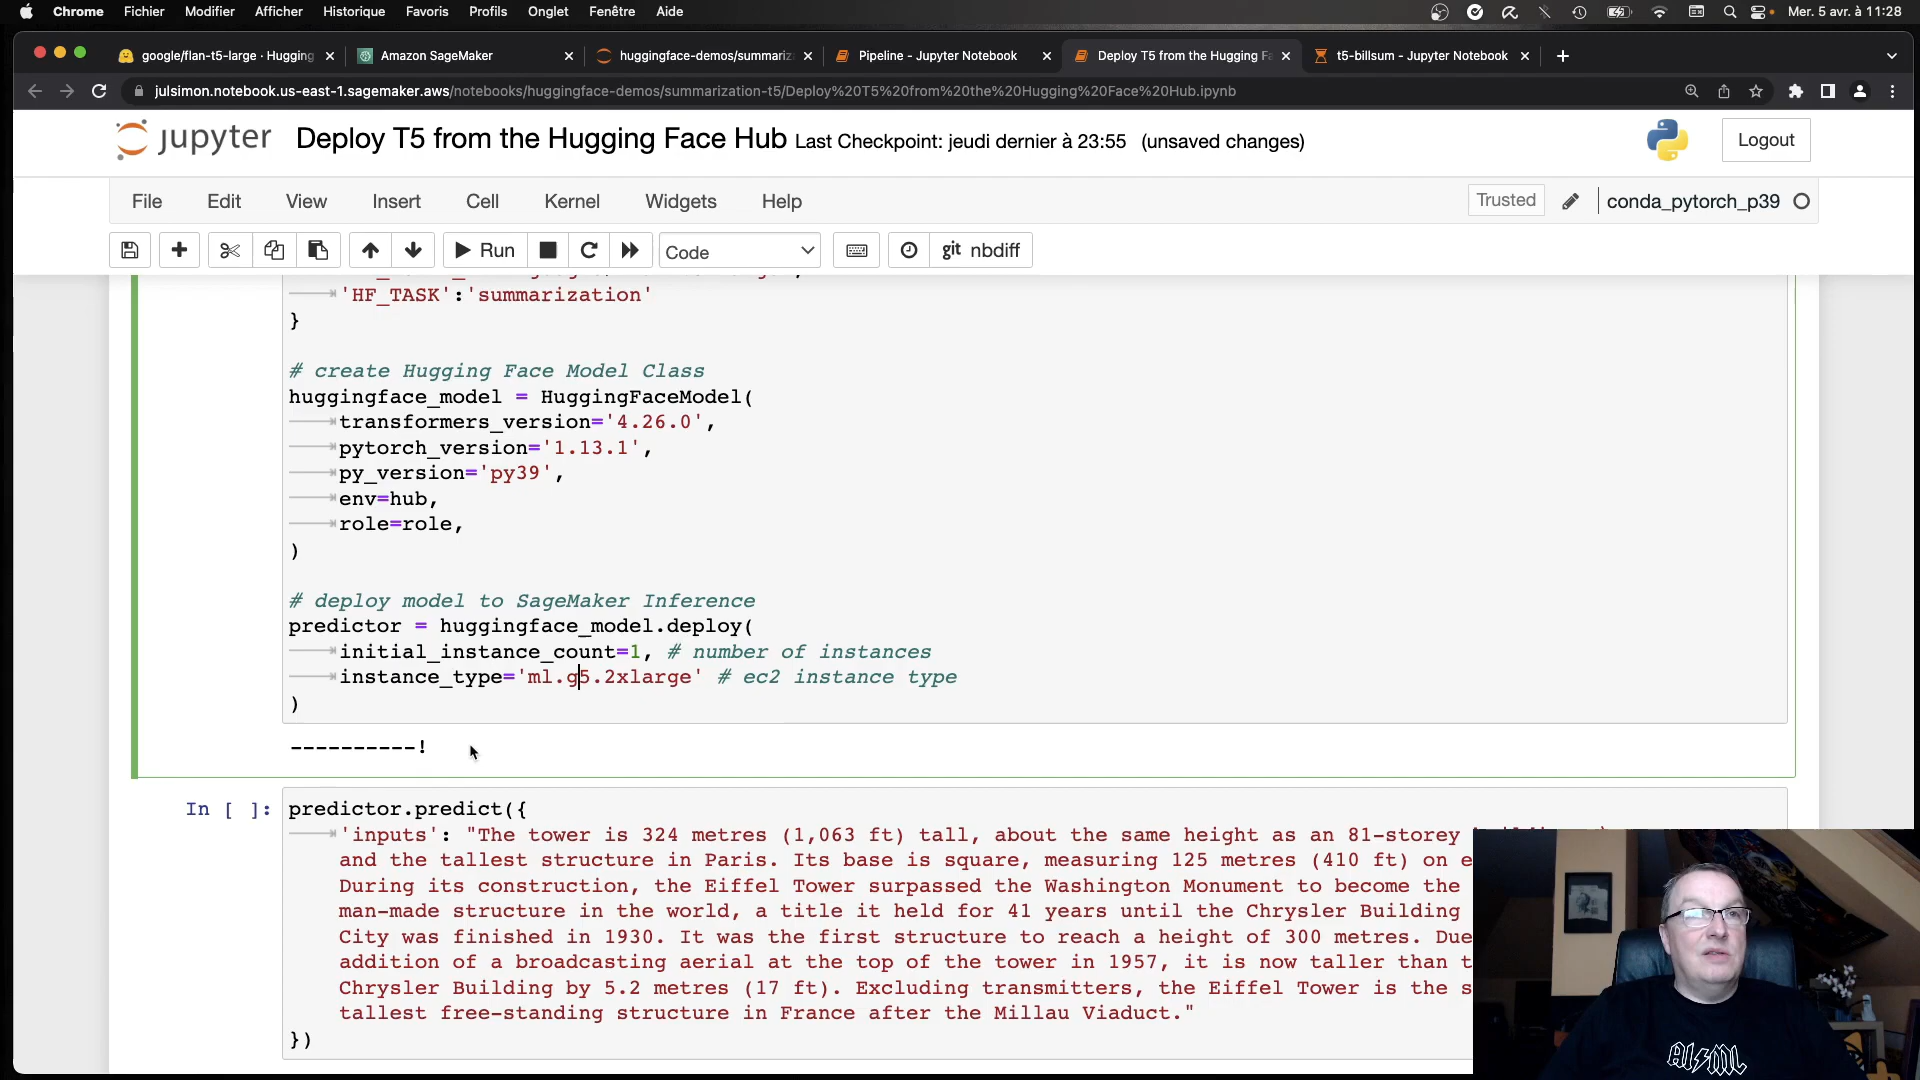 Chrome Fichier Modifier Afficher Historique Favoris Profils Onglet Fenêtre Aide Mer. 5 avr. à 11:28
google/flan-t5-large · Hugging Amazon SageMaker huggingface-demos/summariz Pipeline - Jupyter Notebook Deploy T5 from the Hugging Fa t5-billsum - Jupyter Notebook
julsimon.notebook.us-east-1.sagemaker.aws/notebooks/huggingface-demos/summarization-t5/Deploy%20T5%20from%20the%20Hugging%20Face%20Hub.ipynb
jupyter Deploy T5 from the Hugging Face Hub Last Checkpoint: jeudi dernier à 23:55 (unsaved changes) Logout
File Edit View Insert Cell Kernel Widgets Help Trusted conda_pytorch_p39
Run Code git nbdiff
'HF_TASK':'summarization'
}
# create Hugging Face Model Class
huggingface_model = HuggingFaceModel(
transformers_version='4.26.0',
pytorch_version='1.13.1',
py_version='py39',
env=hub,
role=role,
)
# deploy model to SageMaker Inference
predictor = huggingface_model.deploy(
initial_instance_count=1, # number of instances
instance_type='ml.g5.2xlarge' # ec2 instance type
)
----------!
In [ ]: predictor.predict({
'inputs': "The tower is 324 metres (1,063 ft) tall, about the same height as an 81-storey
and the tallest structure in Paris. Its base is square, measuring 125 metres (410 ft) on e
During its construction, the Eiffel Tower surpassed the Washington Monument to become the
man-made structure in the world, a title it held for 41 years until the Chrysler Building
City was finished in 1930. It was the first structure to reach a height of 300 metres. Due
addition of a broadcasting aerial at the top of the tower in 1957, it is now taller than t
Chrysler Building by 5.2 metres (17 ft). Excluding transmitters, the Eiffel Tower is the s
tallest free-standing structure in France after the Millau Viaduct."
})
AI/ML